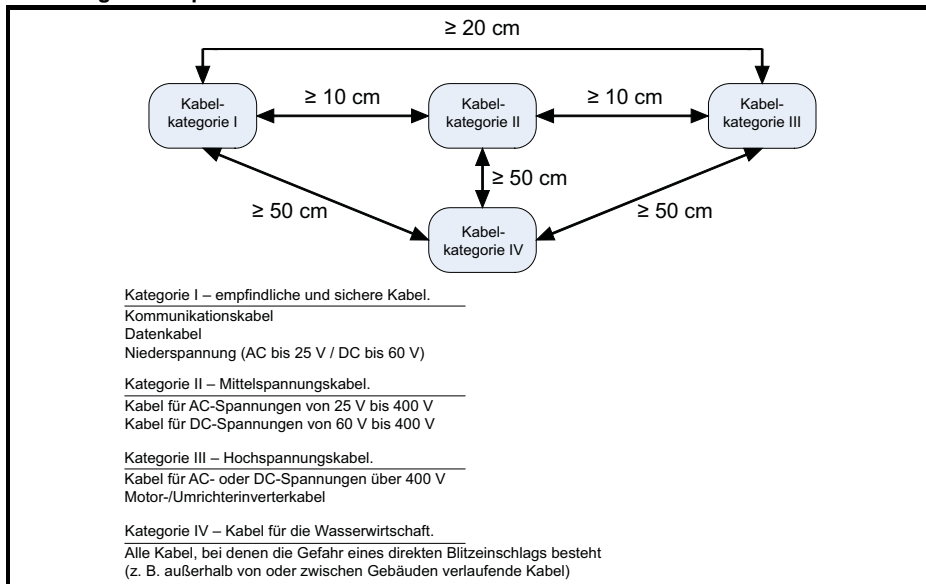 ≥ 20 cm
Kabel-
kategorie I
≥ 10 cm
Kabel-
kategorie II
≥ 10 cm
Kabel-
kategorie III
≥ 50 cm
≥ 50 cm
≥ 50 cm
Kabel-
kategorie IV
Kategorie I – empfindliche und sichere Kabel.
Kommunikationskabel
Datenkabel
Niederspannung (AC bis 25 V / DC bis 60 V)
Kategorie II – Mittelspannungskabel.
Kabel für AC-Spannungen von 25 V bis 400 V
Kabel für DC-Spannungen von 60 V bis 400 V
Kategorie III – Hochspannungskabel.
Kabel für AC- oder DC-Spannungen über 400 V
Motor-/Umrichterinverterkabel
Kategorie IV – Kabel für die Wasserwirtschaft.
Alle Kabel, bei denen die Gefahr eines direkten Blitzeinschlags besteht
(z. B. außerhalb von oder zwischen Gebäuden verlaufende Kabel)